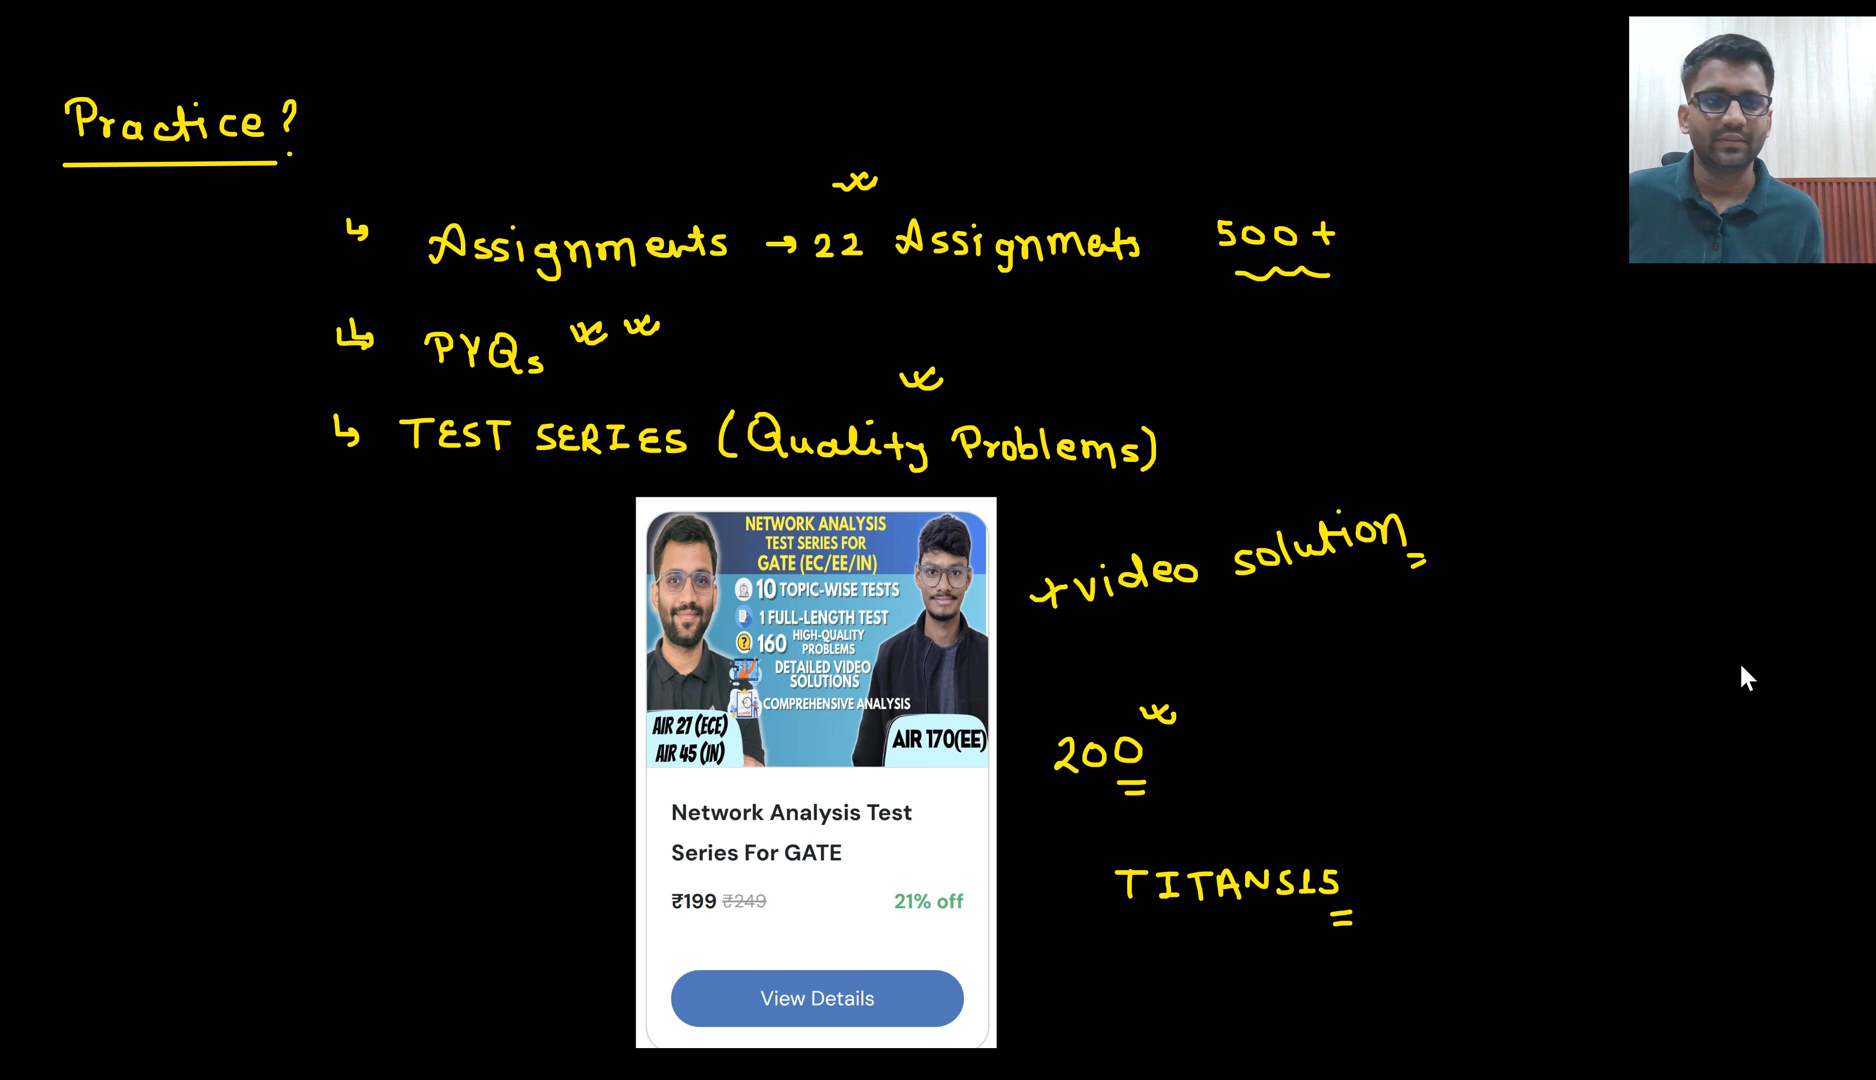 Practice?
Assignments → 22 Assignmets 500+
PYQs
TEST SERIES (Quality Problems)
NETWORK ANALYSIS
TEST SERIES FOR
GATE (EC/EE/IN)
10 TOPIC-WISE TESTS
1 FULL-LENGTH TEST
160 HIGH-QUALITY
PROBLEMS
DETAILED VIDEO
SOLUTIONS
COMPREHENSIVE ANALYSIS
AIR 27 (ECE)
AIR 45 (IN)
AIR 170(EE)
+video solution
200
Network Analysis Test
Series For GATE
₹199 ₹249 21% off
TITANS15
View Details